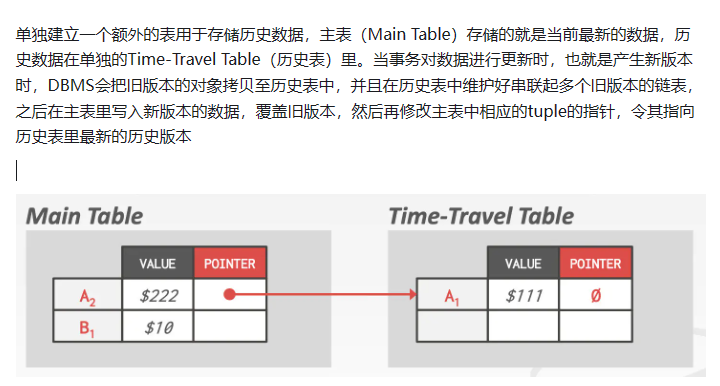 单独建立一个额外的表用于存储历史数据，主表（Main Table）存储的就是当前最新的数据，历
史数据在单独的Time-Travel Table（历史表）里。当事务对数据进行更新时，也就是产生新版本
时，DBMS会把旧版本的对象拷贝至历史表中，并且在历史表中维护好串联起多个旧版本的链表，
之后在主表里写入新版本的数据，覆盖旧版本，然后再修改主表中相应的tuple的指针，令其指向
历史表里最新的历史版本
Main Table
VALUE POINTER
A₂ $222
B₁ $10
Time-Travel Table
VALUE POINTER
A₁ $111 Ø